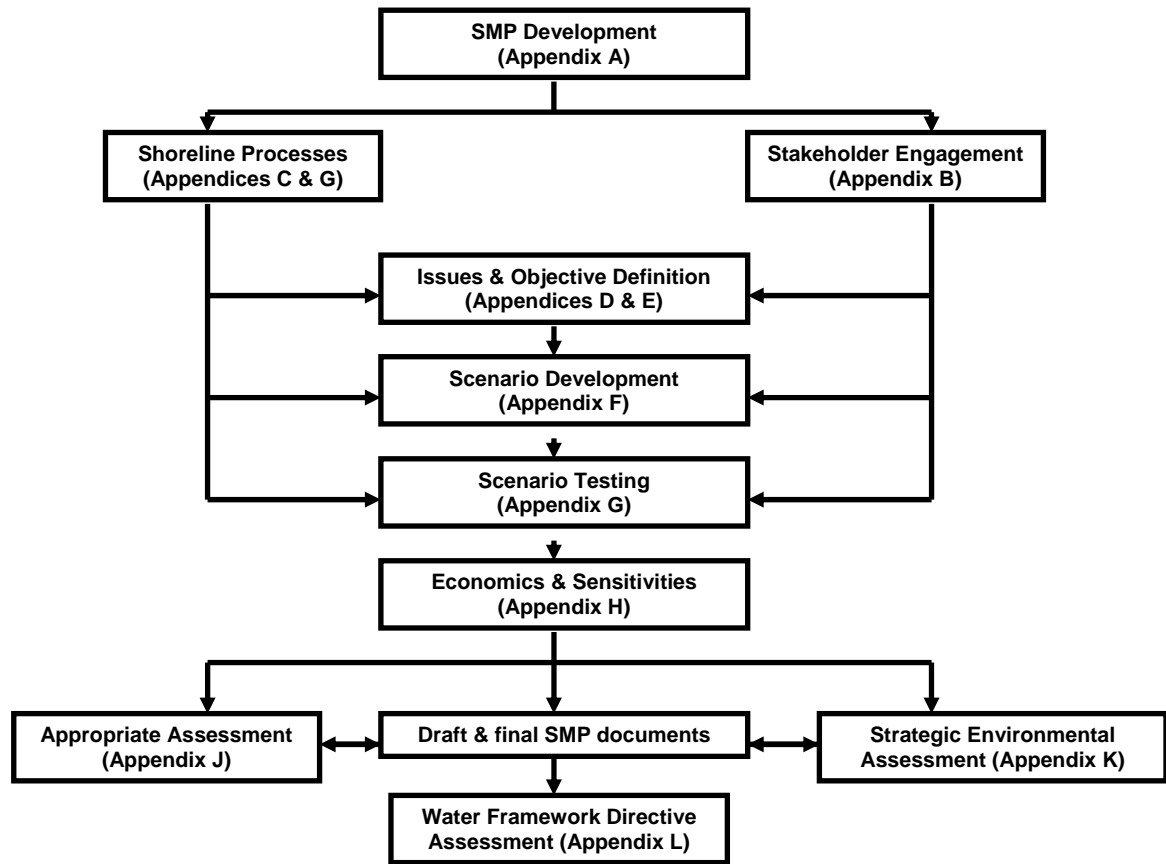 SMP Development
(Appendix A)
Shoreline Processes
(Appendices C & G)
Stakeholder Engagement
(Appendix B)
Issues & Objective Definition
(Appendices D & E)
Scenario Development
(Appendix F)
Scenario Testing
(Appendix G)
Economics & Sensitivities
(Appendix H)
Appropriate Assessment
(Appendix J)
Draft & final SMP documents
Strategic Environmental
Assessment (Appendix K)
Water Framework Directive
Assessment (Appendix L)